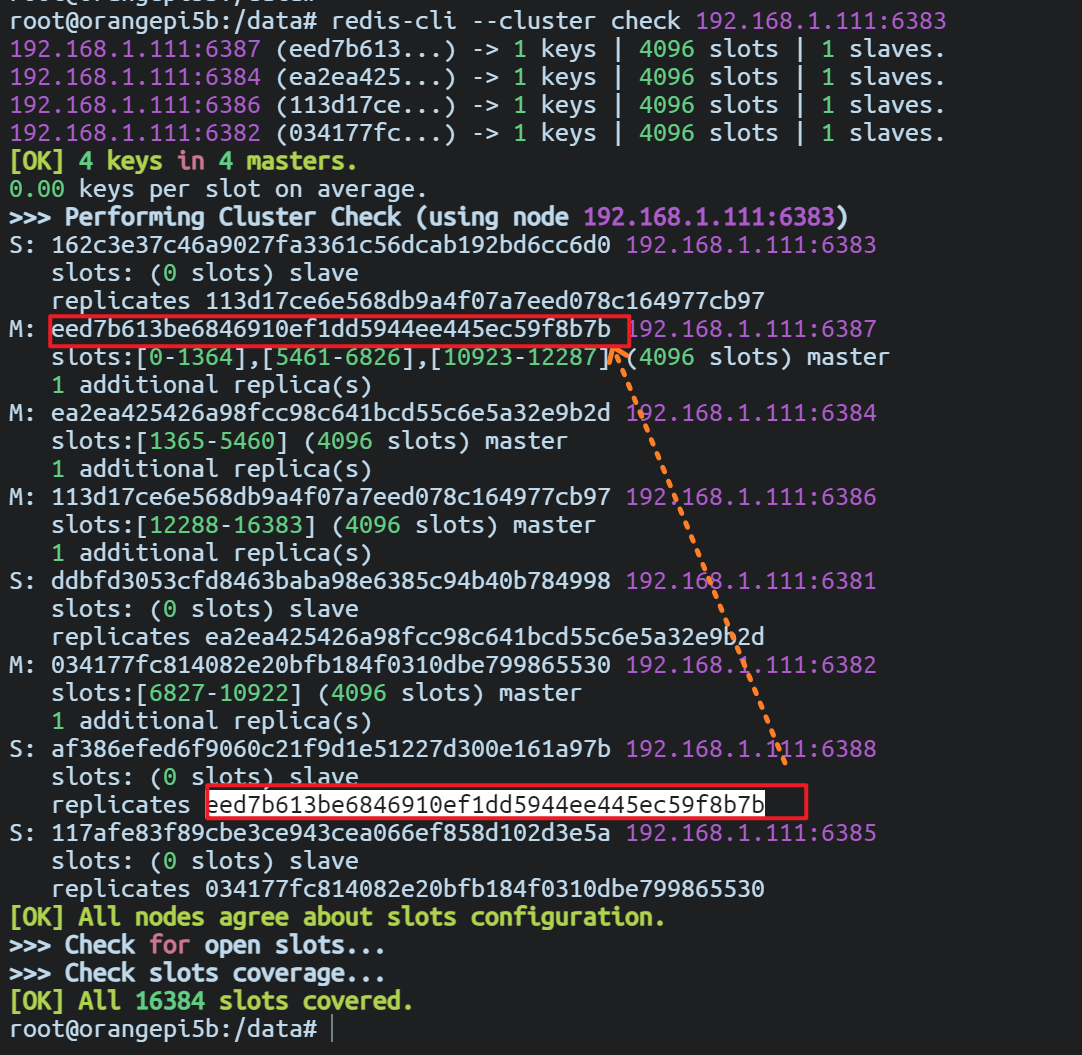 root@orangepi5b:/data# redis-cli --cluster check 192.168.1.111:6383
192.168.1.111:6387 (eed7b613...) -> 1 keys | 4096 slots | 1 slaves.
192.168.1.111:6384 (ea2ea425...) -> 1 keys | 4096 slots | 1 slaves.
192.168.1.111:6386 (113d17ce...) -> 1 keys | 4096 slots | 1 slaves.
192.168.1.111:6382 (034177fc...) -> 1 keys | 4096 slots | 1 slaves.
[OK] 4 keys in 4 masters.
0.00 keys per slot on average.
>>> Performing Cluster Check (using node 192.168.1.111:6383)
S: 162c3e37c46a9027fa3361c56dcab192bd6cc6d0 192.168.1.111:6383
   slots: (0 slots) slave
   replicates 113d17ce6e568db9a4f07a7eed078c164977cb97
M: eed7b613be6846910ef1dd5944ee445ec59f8b7b 192.168.1.111:6387
   slots:[0-1364],[5461-6826],[10923-12287] (4096 slots) master
   1 additional replica(s)
M: ea2ea425426a98fcc98c641bcd55c6e5a32e9b2d 192.168.1.111:6384
   slots:[1365-5460] (4096 slots) master
   1 additional replica(s)
M: 113d17ce6e568db9a4f07a7eed078c164977cb97 192.168.1.111:6386
   slots:[12288-16383] (4096 slots) master
   1 additional replica(s)
S: ddbfd3053cfd8463baba98e6385c94b40b784998 192.168.1.111:6381
   slots: (0 slots) slave
   replicates ea2ea425426a98fcc98c641bcd55c6e5a32e9b2d
M: 034177fc814082e20bfb184f0310dbe799865530 192.168.1.111:6382
   slots:[6827-10922] (4096 slots) master
   1 additional replica(s)
S: af386efed6f9060c21f9d1e51227d300e161a97b 192.168.1.111:6388
   slots: (0 slots) slave
   replicates eed7b613be6846910ef1dd5944ee445ec59f8b7b
S: 117afe83f89cbe3ce943cea066ef858d102d3e5a 192.168.1.111:6385
   slots: (0 slots) slave
   replicates 034177fc814082e20bfb184f0310dbe799865530
[OK] All nodes agree about slots configuration.
>>> Check for open slots...
>>> Check slots coverage...
[OK] All 16384 slots covered.
root@orangepi5b:/data#